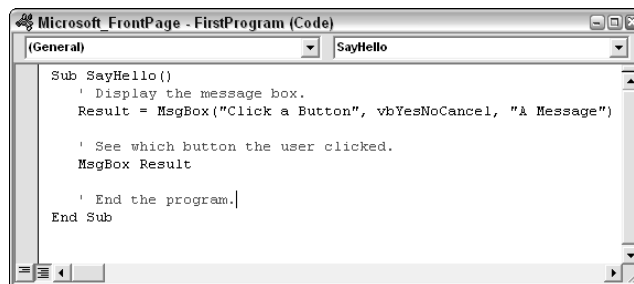 Microsoft_FrontPage - FirstProgram (Code)
(General) SayHello
Sub SayHello()
' Display the message box.
Result = MsgBox("Click a Button", vbYesNoCancel, "A Message")
' See which button the user clicked.
MsgBox Result
' End the program.
End Sub